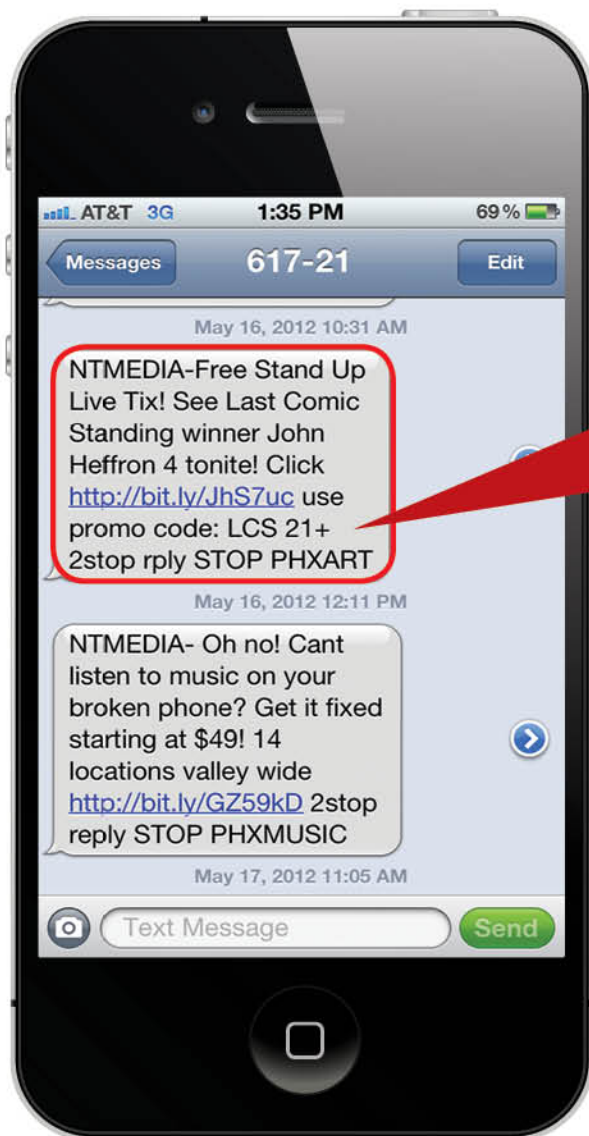 AT&T 3G 1:35 PM 69%
Messages 617-21 Edit
May 16, 2012 10:31 AM
NTMEDIA-Free Stand Up
Live Tix! See Last Comic
Standing winner John
Heffron 4 tonite! Click
http://bit.ly/JhS7uc use
promo code: LCS 21+
2stop rply STOP PHXART
May 16, 2012 12:11 PM
NTMEDIA- Oh no! Cant
listen to music on your
broken phone? Get it fixed
starting at $49! 14
locations valley wide
http://bit.ly/GZ59kD 2stop
reply STOP PHXMUSIC
May 17, 2012 11:05 AM
Text Message Send